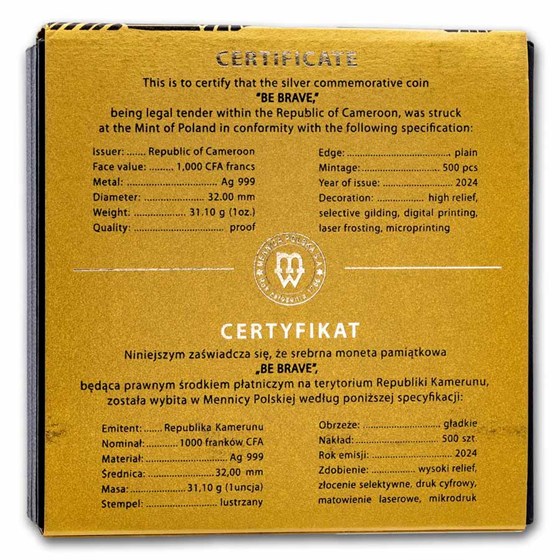 CERTIFICATE
This is to certify that the silver commemorative coin
"BE BRAVE,"
being legal tender within the Republic of Cameroon, was struck
at the Mint of Poland in conformity with the following specification:
Issuer: ........ Republic of Cameroon
Face value: ....... 1,000 CFA francs
Metal: ........................... Ag 999
Diameter: .................. 32.00 mm
Weight: ............... 31.10 g (1oz.)
Quality: ........................... proof
Edge: ............................ plain
Mintage: ........................ 500 pcs
Year of issue: .................. 2024
Decoration: ............... high relief,
selective gilding, digital printing,
laser frosting, microprinting
MENNICA POLSKA S.A.
mw
CERTYFIKAT
Niniejszym zaświadcza się, że srebrna moneta pamiątkowa
„BE BRAVE",
będąca prawnym środkiem płatniczym na terytorium Republiki Kamerunu,
została wybita w Mennicy Polskiej według poniższej specyfikacji:
Emitent: ........ Republika Kamerunu
Nominał: ......... 1000 franków CFA
Materiał: ......................... Ag 999
Średnica: .................... 32,00 mm
Masa: .............. 31,10 g (1uncja)
Stempel: ..................... lustrzany
Obrzeże: ........................ gładkie
Nakład: .......................... 500 szt.
Rok emisji: ..................... 2024
Zdobienie: ............ wysoki relief,
złocenie selektywne, druk cyfrowy,
matowienie laserowe, mikrodruk